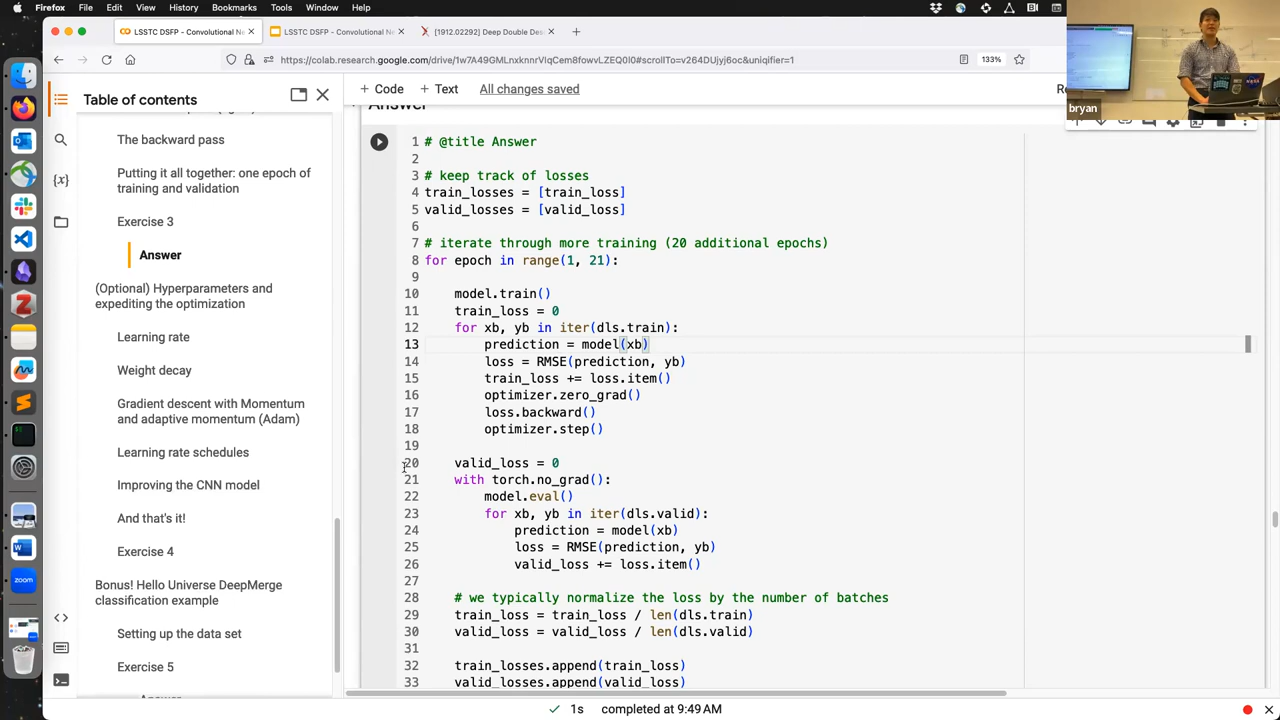 Firefox File Edit View History Bookmarks Tools Window Help
LSSTC DSFP - Convolutional Ne
LSSTC DSFP - Convolutional Ne
[1912.02292] Deep Double Des
https://colab.research.google.com/drive/1w7A49GMLnxknnrVlqCem8fowvLZEQ0I0#scrollTo=v264DUjyj6oc&uniqifier=1
133%
bryan
Table of contents
+ Code + Text All changes saved
The backward pass
Putting it all together: one epoch of
training and validation
Exercise 3
Answer
(Optional) Hyperparameters and
expediting the optimization
Learning rate
Weight decay
Gradient descent with Momentum
and adaptive momentum (Adam)
Learning rate schedules
Improving the CNN model
And that's it!
Exercise 4
Bonus! Hello Universe DeepMerge
classification example
Setting up the data set
Exercise 5
Answer
1 # @title Answer
2
3 # keep track of losses
4 train_losses = [train_loss]
5 valid_losses = [valid_loss]
6
7 # iterate through more training (20 additional epochs)
8 for epoch in range(1, 21):
9
10 model.train()
11 train_loss = 0
12 for xb, yb in iter(dls.train):
13 prediction = model(xb)
14 loss = RMSE(prediction, yb)
15 train_loss += loss.item()
16 optimizer.zero_grad()
17 loss.backward()
18 optimizer.step()
19
20 valid_loss = 0
21 with torch.no_grad():
22 model.eval()
23 for xb, yb in iter(dls.valid):
24 prediction = model(xb)
25 loss = RMSE(prediction, yb)
26 valid_loss += loss.item()
27
28 # we typically normalize the loss by the number of batches
29 train_loss = train_loss / len(dls.train)
30 valid_loss = valid_loss / len(dls.valid)
31
32 train_losses.append(train_loss)
33 valid_losses.append(valid_loss)
1s completed at 9:49 AM